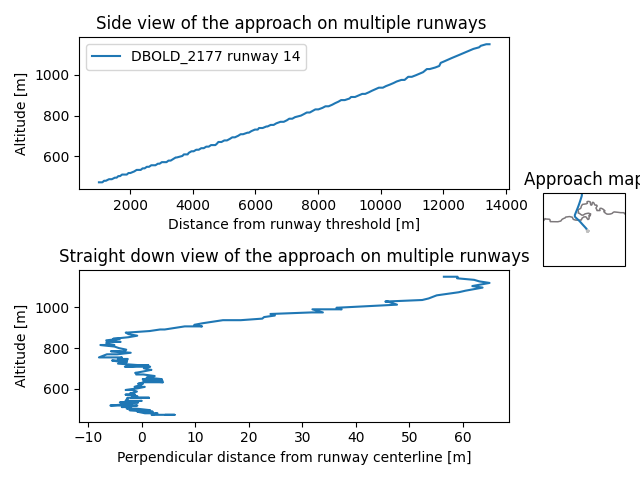 Side view of the approach on multiple runways
DBOLD_2177 runway 14
Altitude [m]
1000
800
600
2000 4000 6000 8000 10000 12000 14000
Distance from runway threshold [m]
Approach map
Straight down view of the approach on multiple runways
Altitude [m]
1000
800
600
−10 0 10 20 30 40 50 60
Perpendicular distance from runway centerline [m]